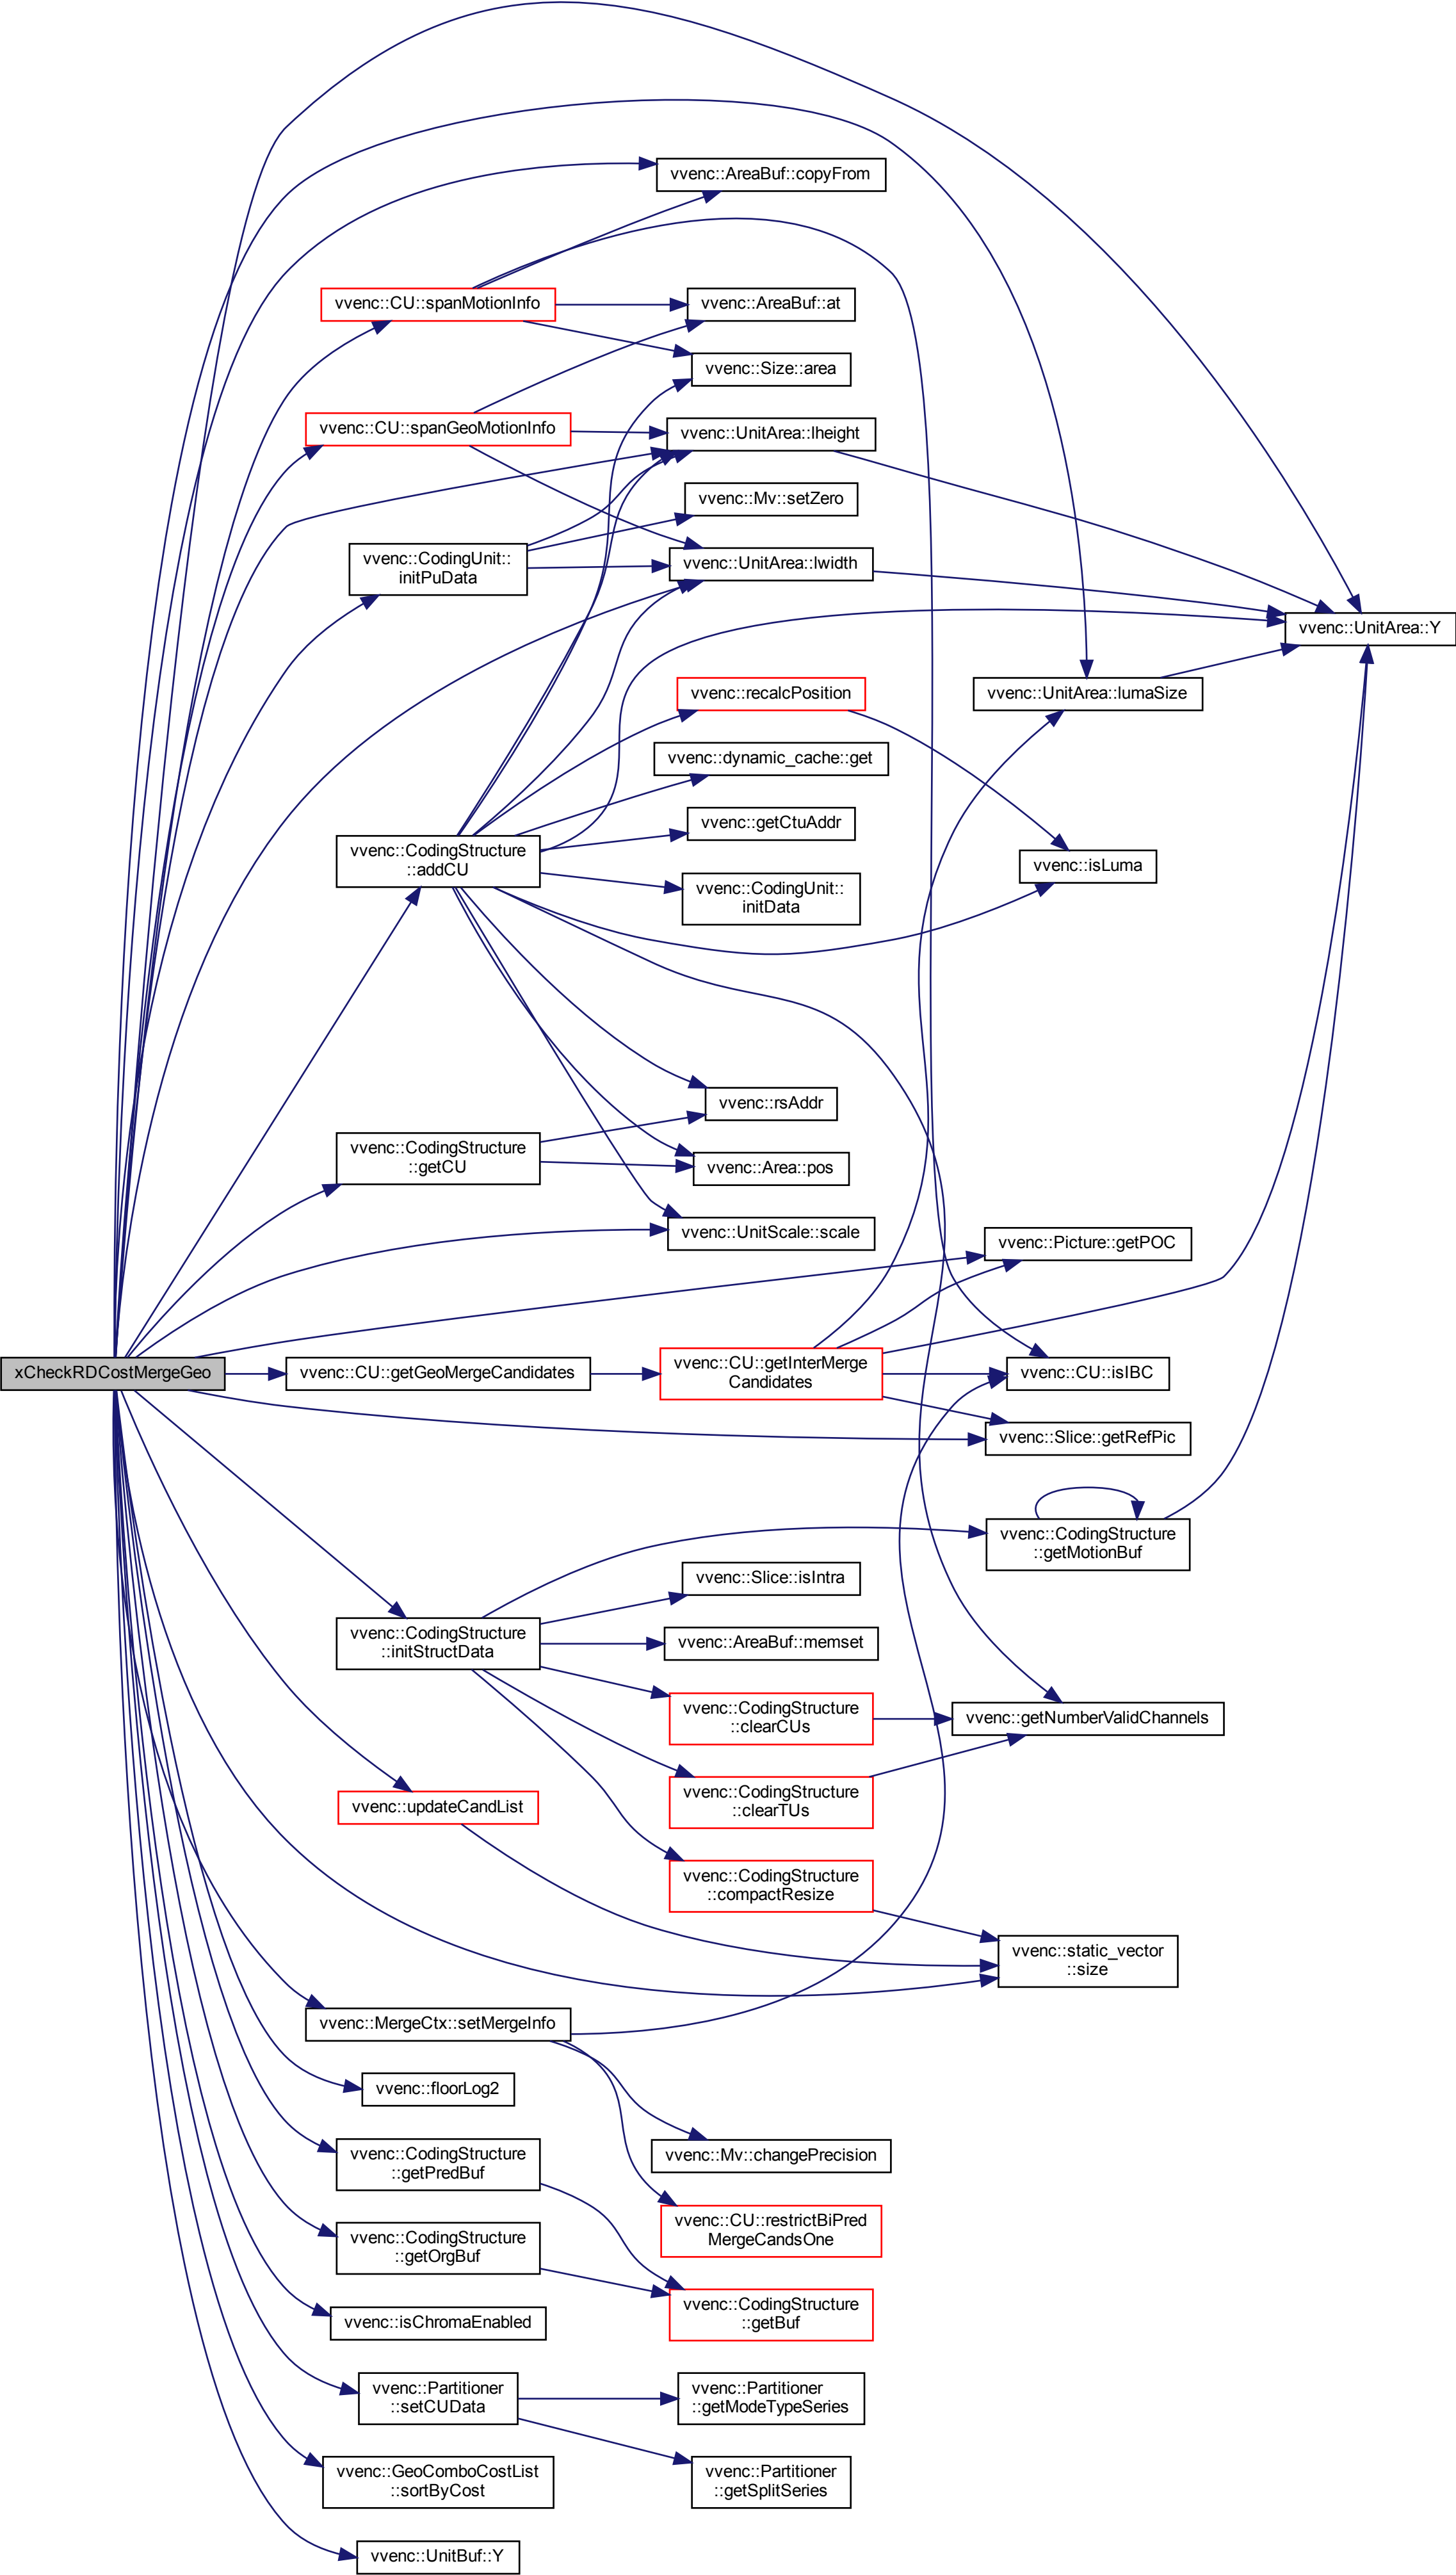 vvenc::AreaBuf::copyFrom
vvenc::CU::spanMotionInfo
vvenc::AreaBuf::at
vvenc::Size::area
vvenc::CU::spanGeoMotionInfo
vvenc::UnitArea::lheight
vvenc::Mv::setZero
vvenc::CodingUnit::
initPuData
vvenc::UnitArea::lwidth
vvenc::UnitArea::Y
vvenc::recalcPosition
vvenc::UnitArea::lumaSize
vvenc::dynamic_cache::get
vvenc::getCtuAddr
vvenc::CodingStructure
::addCU
vvenc::isLuma
vvenc::CodingUnit::
initData
vvenc::rsAddr
vvenc::CodingStructure
::getCU
vvenc::Area::pos
vvenc::UnitScale::scale
vvenc::Picture::getPOC
xCheckRDCostMergeGeo
vvenc::CU::getGeoMergeCandidates
vvenc::CU::getInterMerge
Candidates
vvenc::CU::isIBC
vvenc::Slice::getRefPic
vvenc::CodingStructure
::getMotionBuf
vvenc::Slice::isIntra
vvenc::CodingStructure
::initStructData
vvenc::AreaBuf::memset
vvenc::CodingStructure
::clearCUs
vvenc::getNumberValidChannels
vvenc::CodingStructure
::clearTUs
vvenc::updateCandList
vvenc::CodingStructure
::compactResize
vvenc::static_vector
::size
vvenc::MergeCtx::setMergeInfo
vvenc::floorLog2
vvenc::CodingStructure
::getPredBuf
vvenc::Mv::changePrecision
vvenc::CU::restrictBiPred
MergeCandsOne
vvenc::CodingStructure
::getOrgBuf
vvenc::CodingStructure
::getBuf
vvenc::isChromaEnabled
vvenc::Partitioner
::setCUData
vvenc::Partitioner
::getModeTypeSeries
vvenc::GeoComboCostList
::sortByCost
vvenc::Partitioner
::getSplitSeries
vvenc::UnitBuf::Y